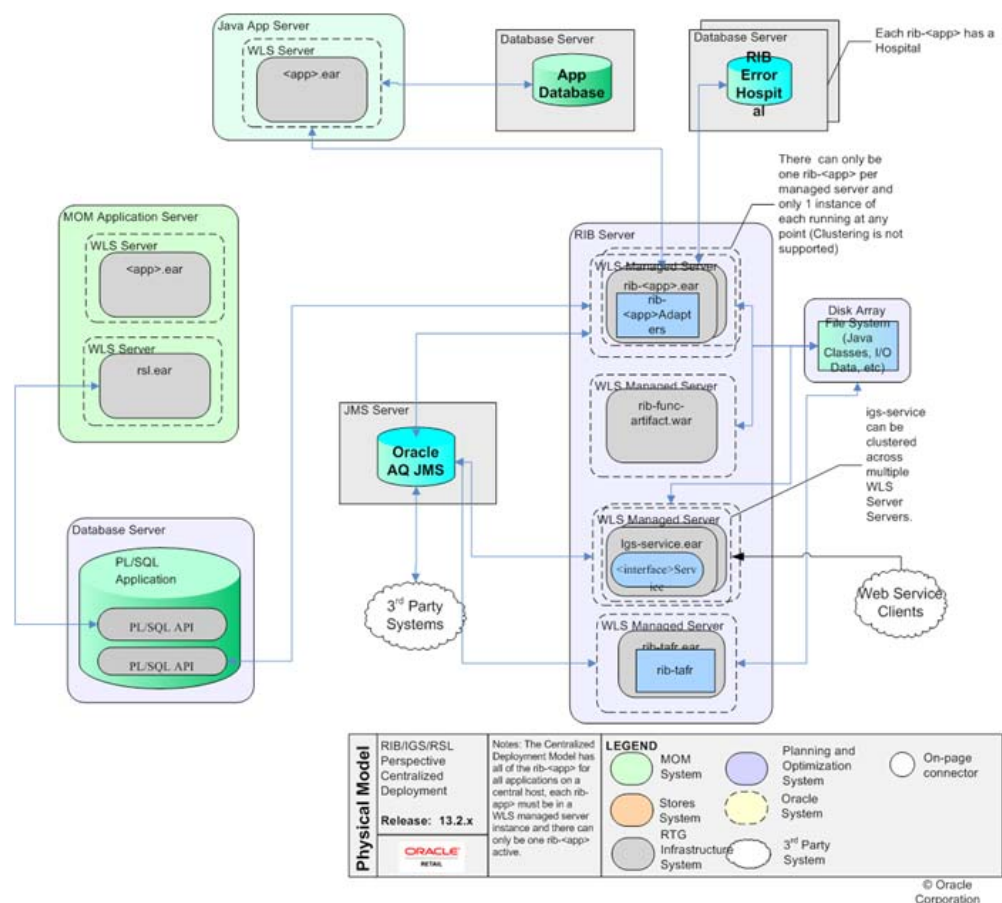 Java App Server
WLS Server
<app>.ear
Database Server
App
Database
Database Server
RIB
Error
Hospit
al
Each rib-<app> has a
Hospital
There can only be
one rib-<app> per
managed server and
only 1 instance of
each running at any
point (Clustering is not
supported)
MOM Application Server
WLS Server
<app>.ear
WLS Server
rsl.ear
RIB Server
WLS Managed Server
rib-<app>.ear
rib-
<app>Adap
ters
Disk Array
File System
(Java
Classes, I/O
Data, etc)
WLS Managed Server
rib-func-
artifact.war
JMS Server
Oracle
AQ JMS
igs-service
can be
clustered
across
multiple
WLS
Server
Servers.
WLS Managed Server
Igs-service.ear
<interface>Serv
ice
Database Server
PL/SQL
Application
PL/SQL API
PL/SQL API
3rd Party
Systems
Web Service
Clients
WLS Managed Server
rib-tafr.ear
rib-tafr
Physical Model
RIB/IGS/RSL
Perspective
Centralized
Deployment
Release: 13.2.x
ORACLE
RETAIL
Notes: The Centralized
Deployment Model has
all of the rib-<app> for
all applications on a
central host, each rib-
app> must be in a
WLS managed server
instance and there can
only be one rib-<app>
active.
LEGEND
MOM
System
Stores
System
RTG
Infrastructure
System
Planning and
Optimization
System
Oracle
System
3rd Party
System
On-page
connector
© Oracle
Corporation